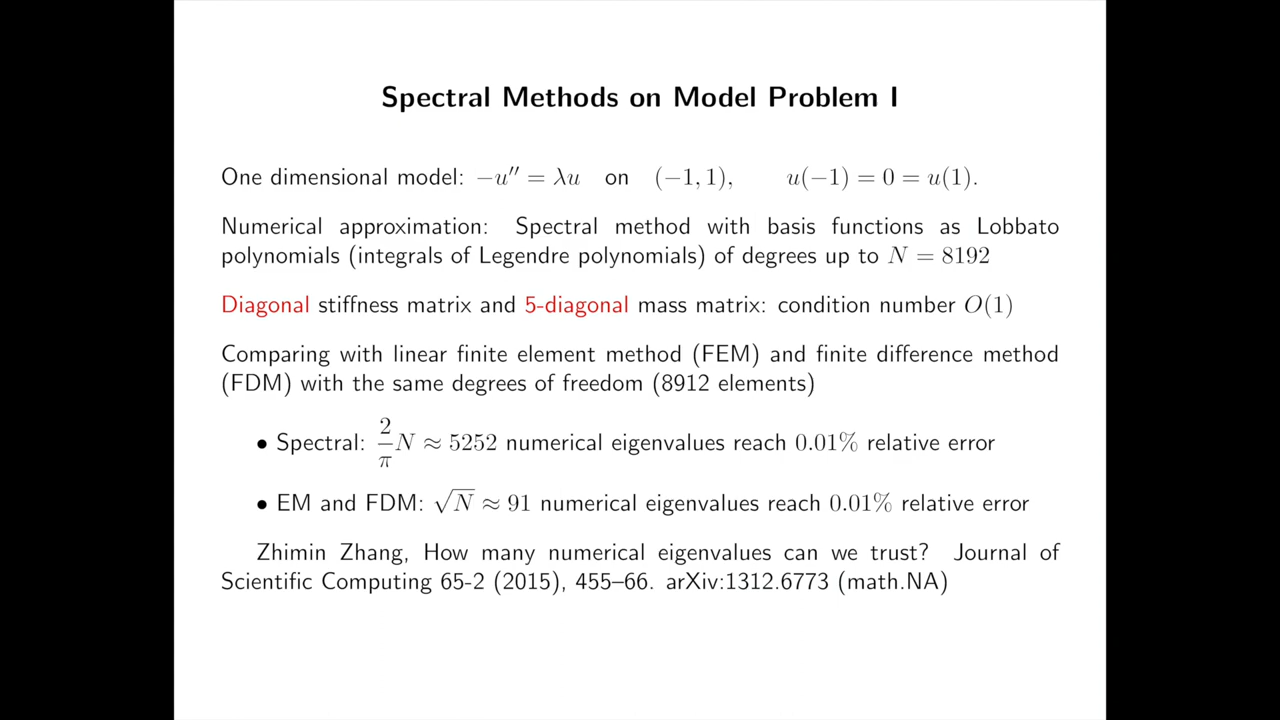 Spectral Methods on Model Problem I
One dimensional model: −u″ = λu on (−1, 1), u(−1) = 0 = u(1).
Numerical approximation: Spectral method with basis functions as Lobbato
polynomials (integrals of Legendre polynomials) of degrees up to N = 8192
Diagonal stiffness matrix and 5-diagonal mass matrix: condition number O(1)
Comparing with linear finite element method (FEM) and finite difference method
(FDM) with the same degrees of freedom (8912 elements)
• Spectral: 2/π N ≈ 5252 numerical eigenvalues reach 0.01% relative error
• EM and FDM: √N ≈ 91 numerical eigenvalues reach 0.01% relative error
Zhimin Zhang, How many numerical eigenvalues can we trust? Journal of
Scientific Computing 65-2 (2015), 455–66. arXiv:1312.6773 (math.NA)